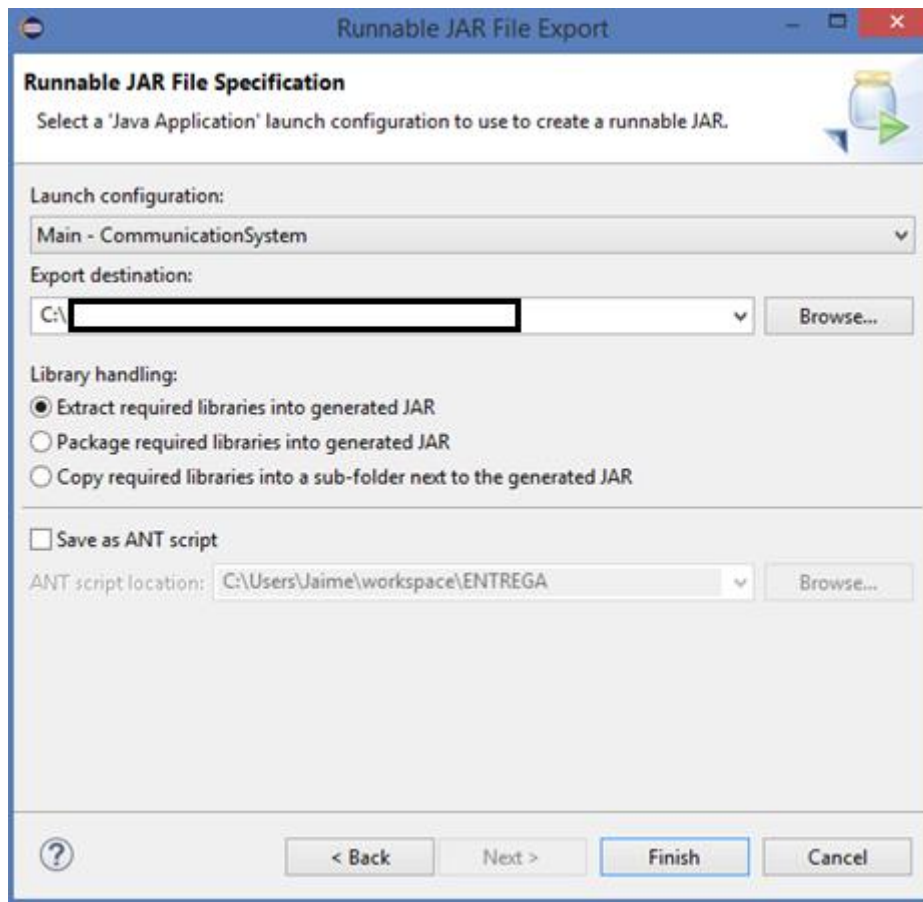 Runnable JAR File Export
Runnable JAR File Specification
Select a 'Java Application' launch configuration to use to create a runnable JAR.
Launch configuration:
Main - CommunicationSystem
Export destination:
C:\
Browse...
Library handling:
Extract required libraries into generated JAR
Package required libraries into generated JAR
Copy required libraries into a sub-folder next to the generated JAR
Save as ANT script
ANT script location: C:\Users\Jaime\workspace\ENTREGA Browse...
< Back Next > Finish Cancel